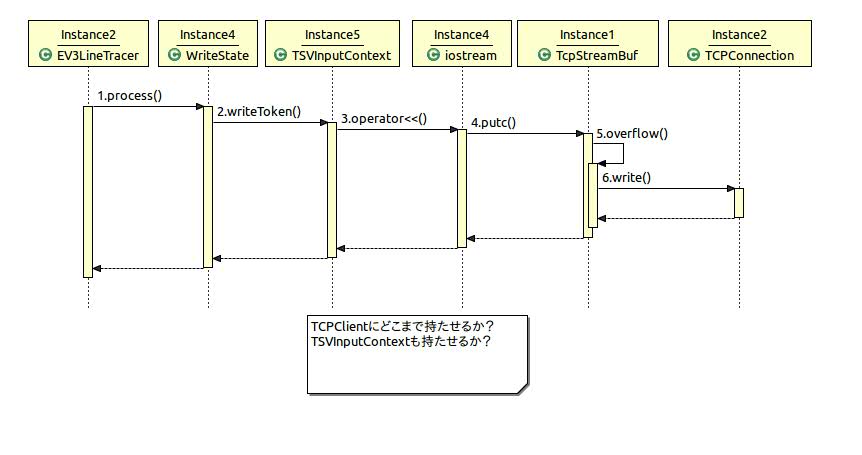 Instance2
EV3LineTracer
Instance4
WriteState
Instance5
TSVInputContext
Instance4
iostream
Instance1
TcpStreamBuf
Instance2
TCPConnection
1.process()
2.writeToken()
3.operator<<()
4.putc()
5.overflow()
6.write()
TCPClientにどこまで持たせるか？
TSVInputContextも持たせるか？